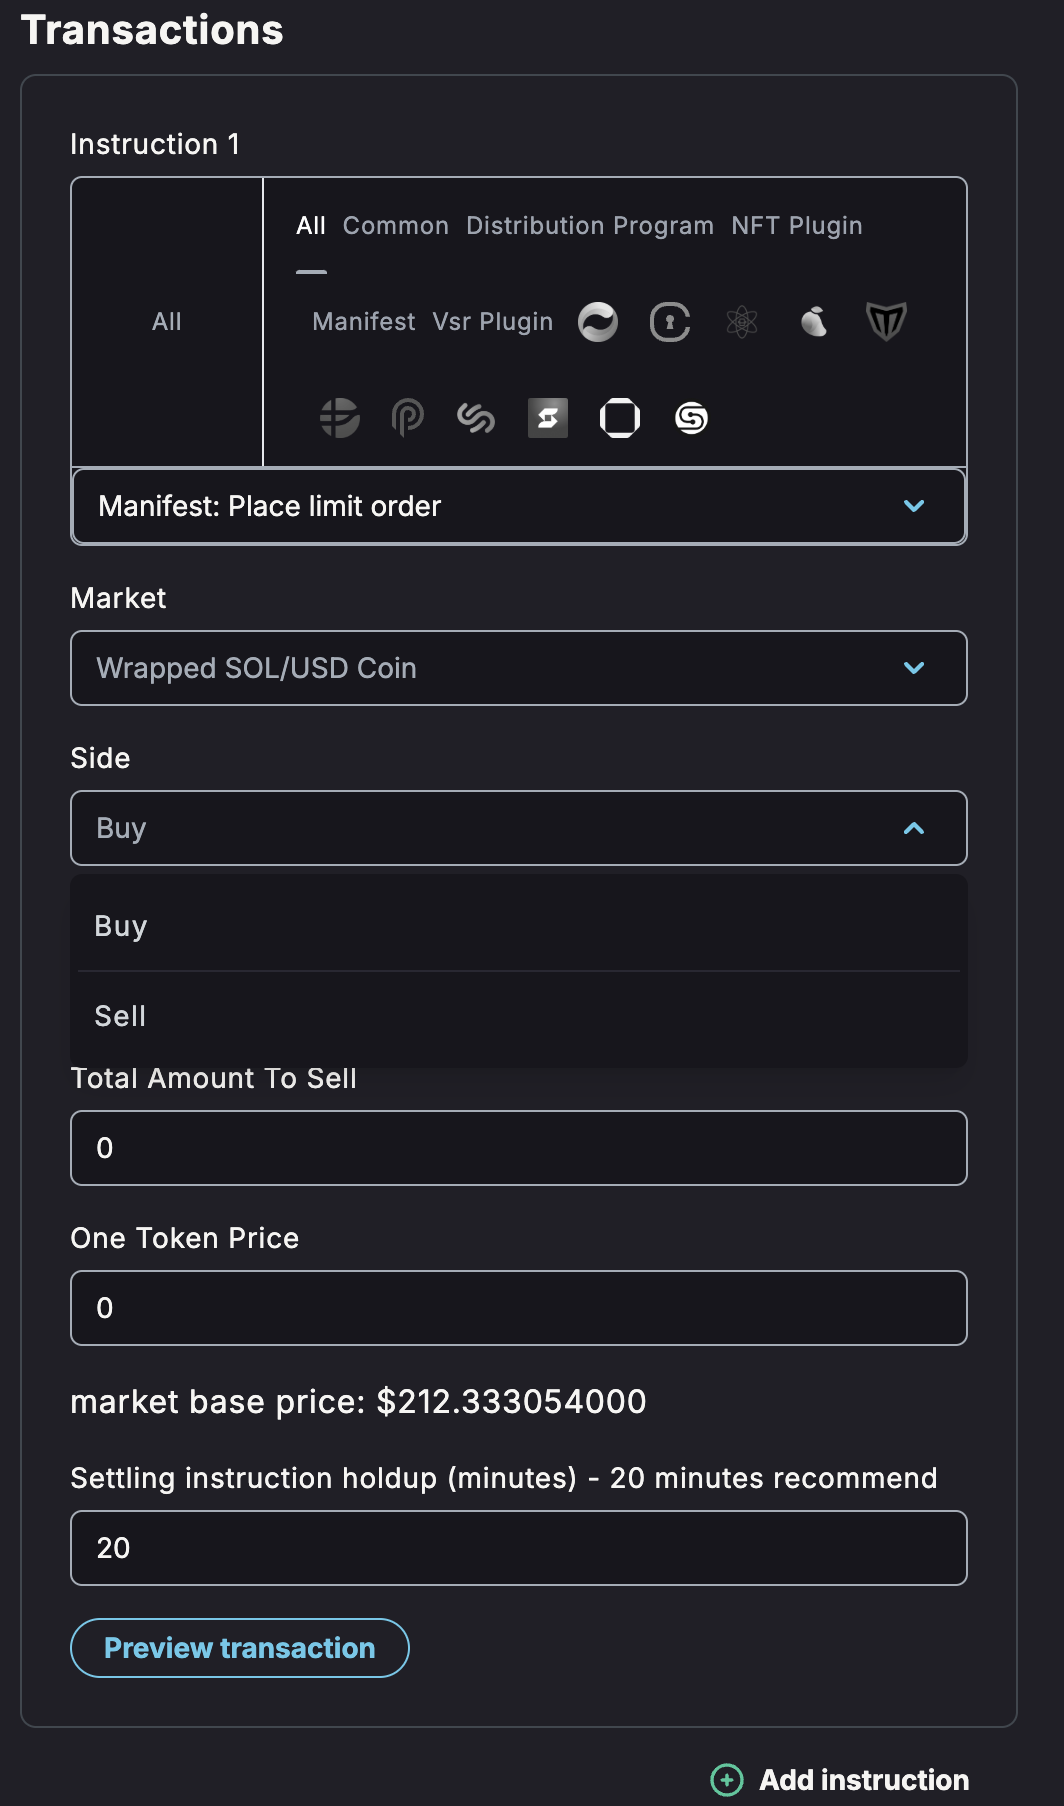 Transactions
Instruction 1
All
All Common Distribution Program NFT Plugin
Manifest Vsr Plugin
Manifest: Place limit order
Market
Wrapped SOL/USD Coin
Side
Buy
Buy
Sell
Total Amount To Sell
0
One Token Price
0
market base price: $212.333054000
Settling instruction holdup (minutes) - 20 minutes recommend
20
Preview transaction
Add instruction